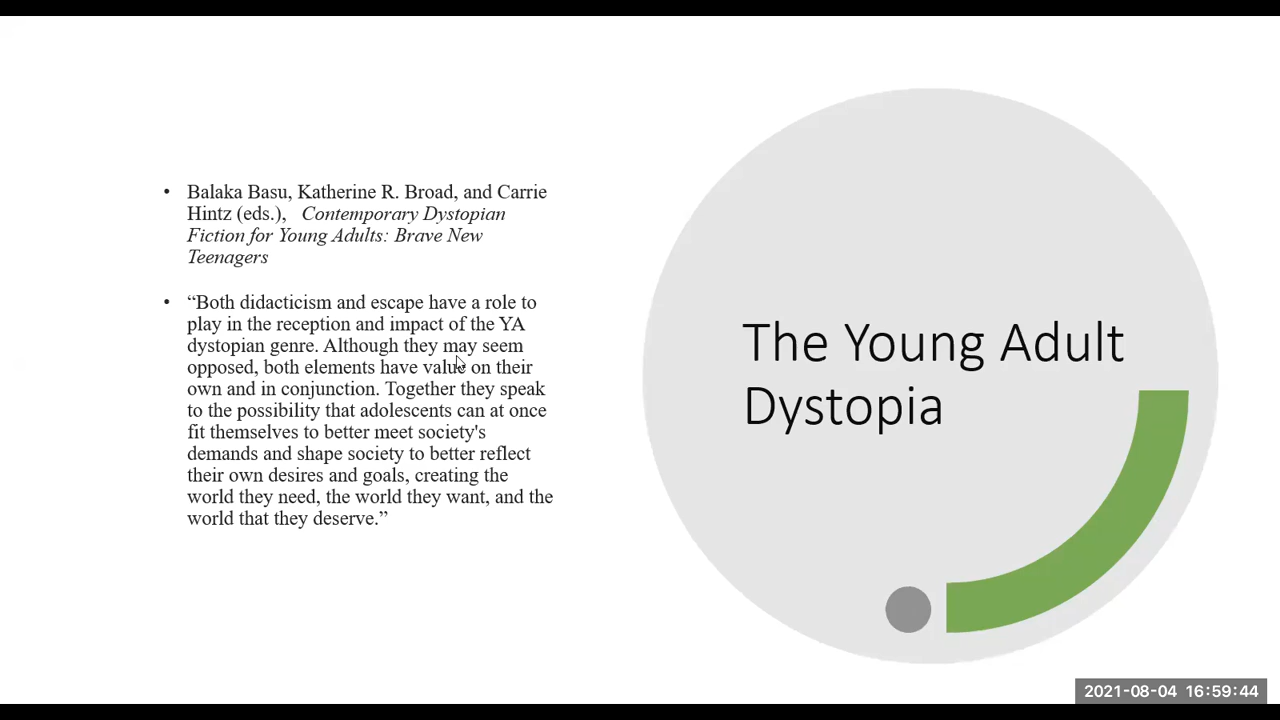 • Balaka Basu, Katherine R. Broad, and Carrie
Hintz (eds.), Contemporary Dystopian
Fiction for Young Adults: Brave New
Teenagers
• “Both didacticism and escape have a role to
play in the reception and impact of the YA
dystopian genre. Although they may seem
opposed, both elements have value on their
own and in conjunction. Together they speak
to the possibility that adolescents can at once
fit themselves to better meet society's
demands and shape society to better reflect
their own desires and goals, creating the
world they need, the world they want, and the
world that they deserve.”
The Young Adult
Dystopia
2021-08-04 16:59:44